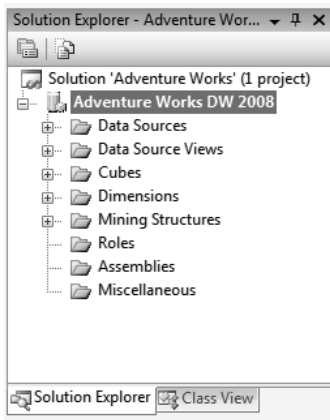 Solution Explorer - Adventure Wor...
Solution 'Adventure Works' (1 project)
Adventure Works DW 2008
Data Sources
Data Source Views
Cubes
Dimensions
Mining Structures
Roles
Assemblies
Miscellaneous
Solution Explorer Class View